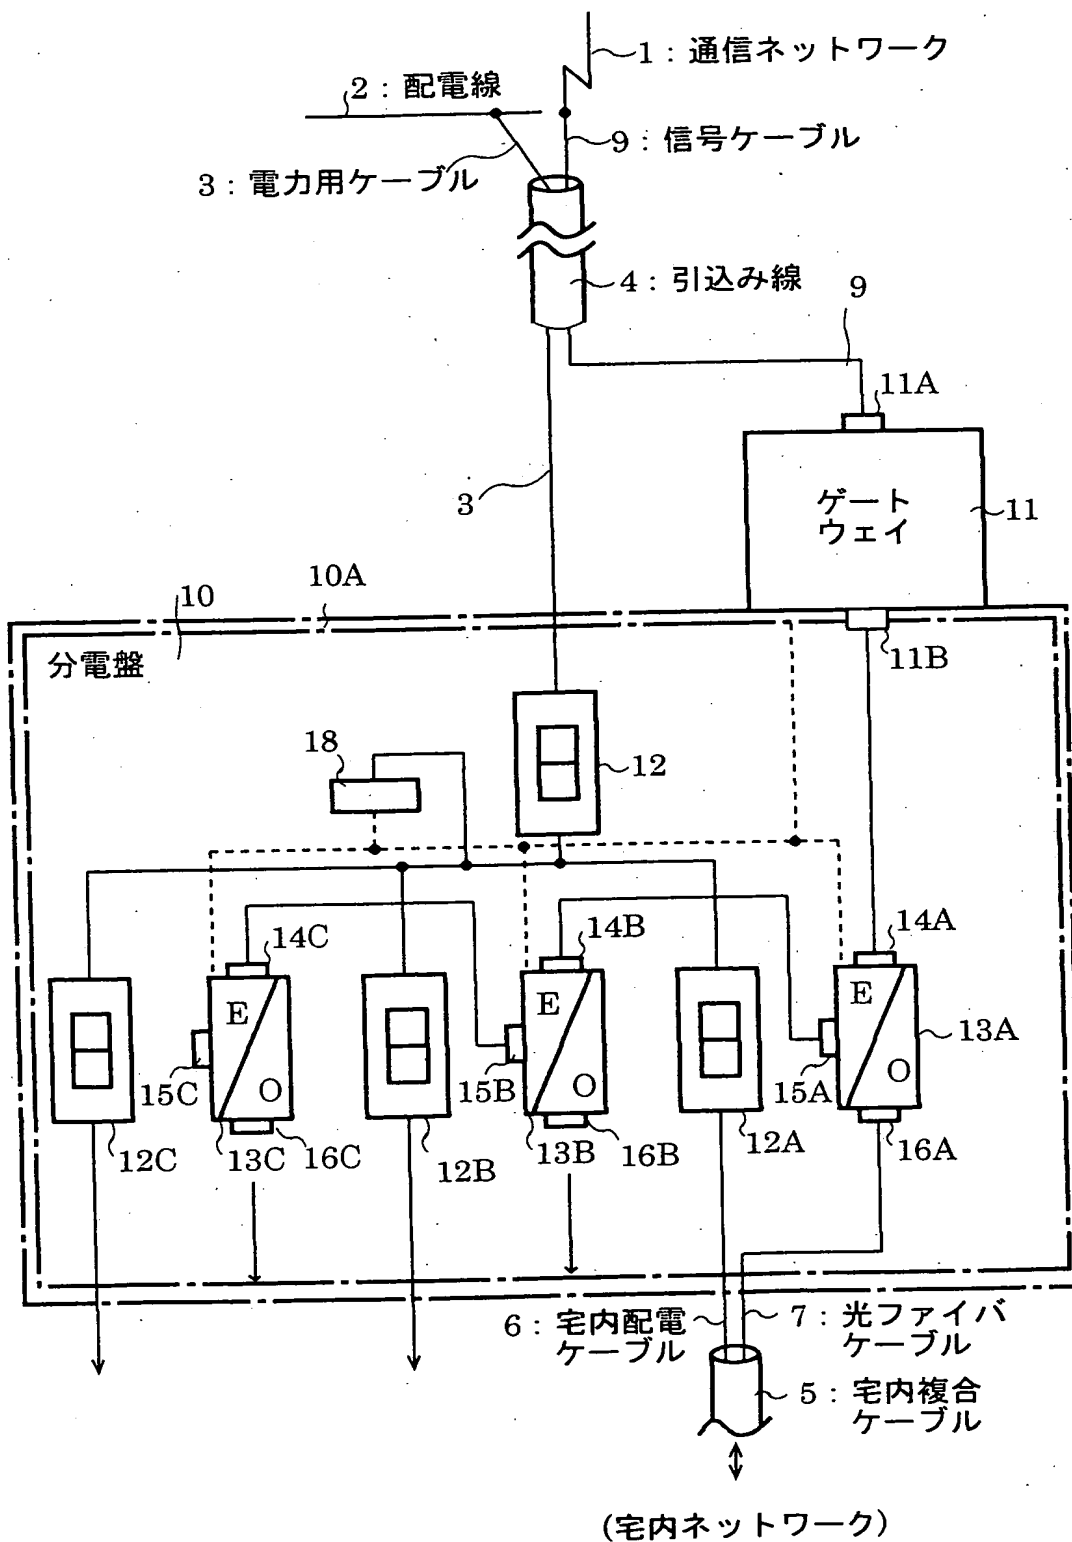 1：通信ネットワーク
2：配電線
9：信号ケーブル
3：電力用ケーブル
4：引込み線
9
11A
3
ゲート
ウェイ
11
10
10A
分電盤
11B
18
12
14C
14B
14A
E
E
E
13A
15C
O
15B
O
15A
O
12C
13C
16C
12B
13B
16B
12A
16A
6：宅内配電
ケーブル
7：光ファイバ
ケーブル
5：宅内複合
ケーブル
(宅内ネットワーク)